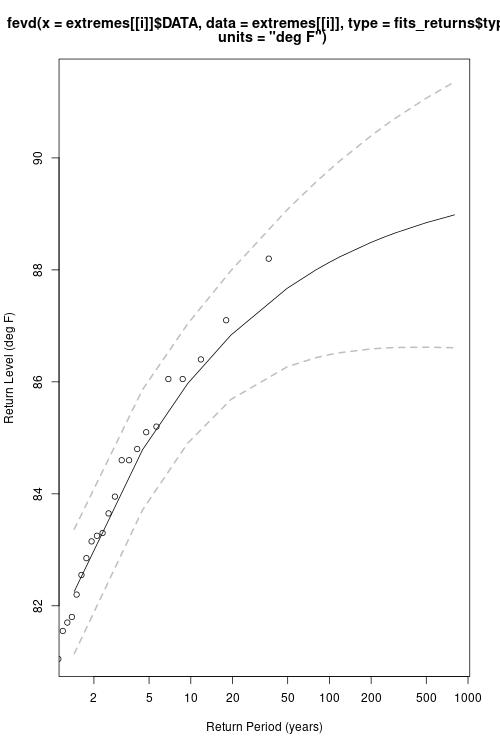 fevd(x = extremes[[i]]$DATA, data = extremes[[i]], type = fits_returns$typ
units = "deg F")
Return Level (deg F)
90
88
86
84
82
2 5 10 20 50 100 200 500 1000
Return Period (years)